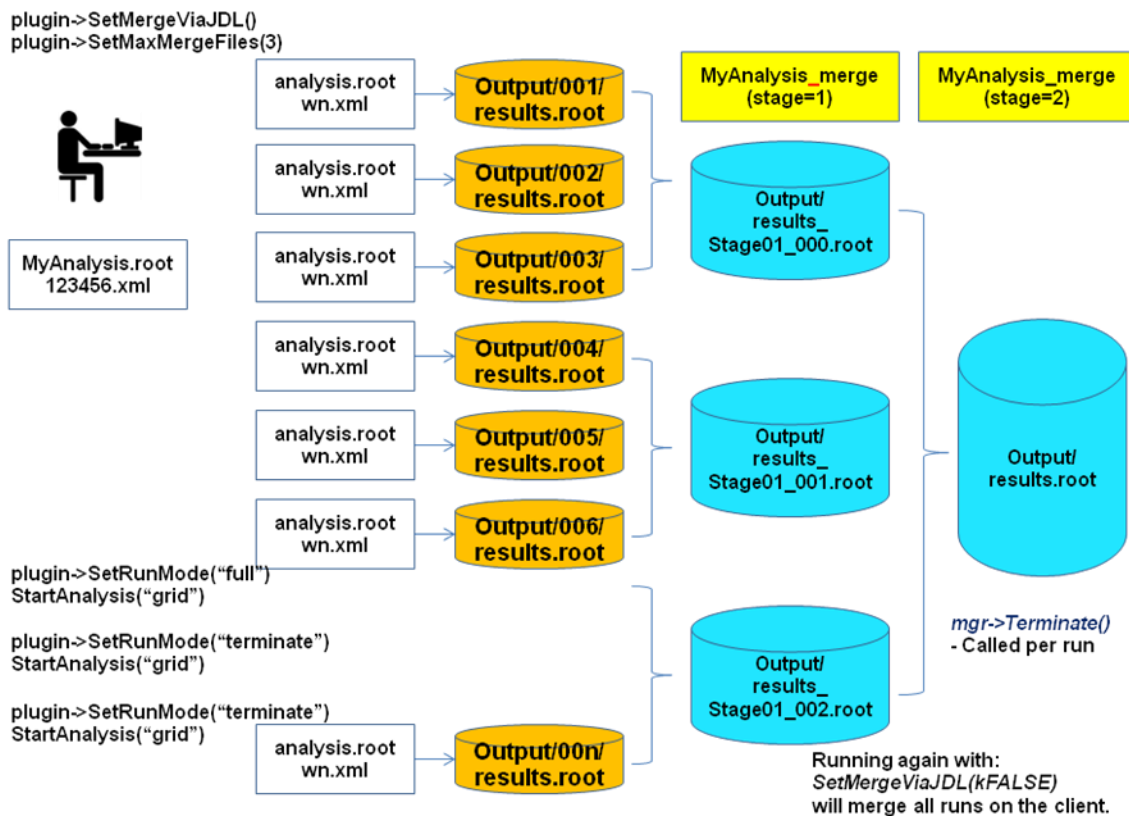 plugin->SetMergeViaJDL()
plugin->SetMaxMergeFiles(3)
analysis.root
wn.xml
Output/001/
results.root
MyAnalysis_merge
(stage=1)
MyAnalysis_merge
(stage=2)
analysis.root
wn.xml
Output/002/
results.root
Output/
results_
Stage01_000.root
MyAnalysis.root
123456.xml
analysis.root
wn.xml
Output/003/
results.root
analysis.root
wn.xml
Output/004/
results.root
analysis.root
wn.xml
Output/005/
results.root
Output/
results_
Stage01_001.root
Output/
results.root
analysis.root
wn.xml
Output/006/
results.root
plugin->SetRunMode(“full”)
StartAnalysis(“grid”)
plugin->SetRunMode(“terminate”)
StartAnalysis(“grid”)
plugin->SetRunMode(“terminate”)
StartAnalysis(“grid”)
Output/
results_
Stage01_002.root
mgr->Terminate()
- Called per run
analysis.root
wn.xml
Output/00n/
results.root
Running again with:
SetMergeViaJDL(kFALSE)
will merge all runs on the client.